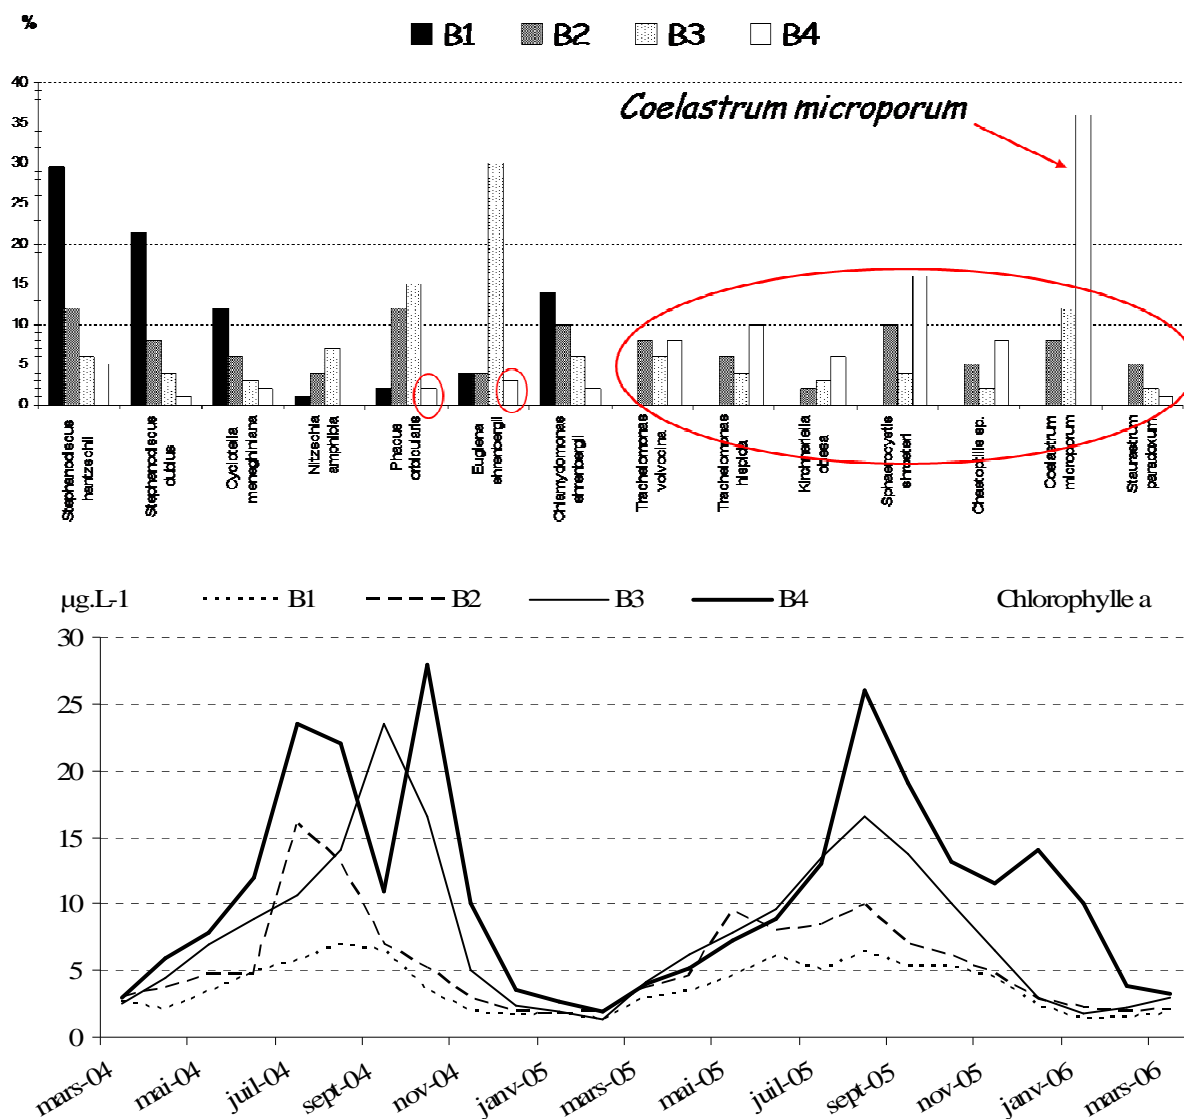 %
B1 B2 B3 B4
40
35
30
25
20
15
10
5
0
Coelastrum microporum
Stephanodiscus hantzschii
Stephanodiscus dubius
Cyclotella meneghiniana
Nitzschia amphibia
Phacus orbicularis
Euglena ehrenbergii
Chlamydomonas ehrenbergii
Trachelomonas volvocina
Trachelomonas hispida
Kirchneriella obesa
Sphaerocystis shroeteri
Chaetoptille sp.
Coelastrum microporum
Staurastrum paradoxum
µg.L-1 B1 B2 B3 B4 Chlorophylle a
30
25
20
15
10
5
0
mars-04 mai-04 juil-04 sept-04 nov-04 janv-05 mars-05 mai-05 juil-05 sept-05 nov-05 janv-06 mars-06